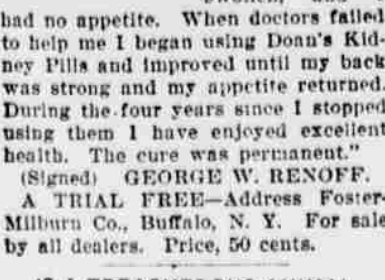 had no appetite. When doctors failed
to help me I began using Doan's Kid-
ney Pills and improved until my back
was strong and my appetite returned.
During the four years since I stopped
using them I have enjoyed excellent
health. The cure was permanent."
(Signed) GEORGE W. RENOFF.
A TRIAL FREE—Address Foster-
Milburn Co., Buffalo, N. Y. For sale
by all dealers. Price, 50 cents.